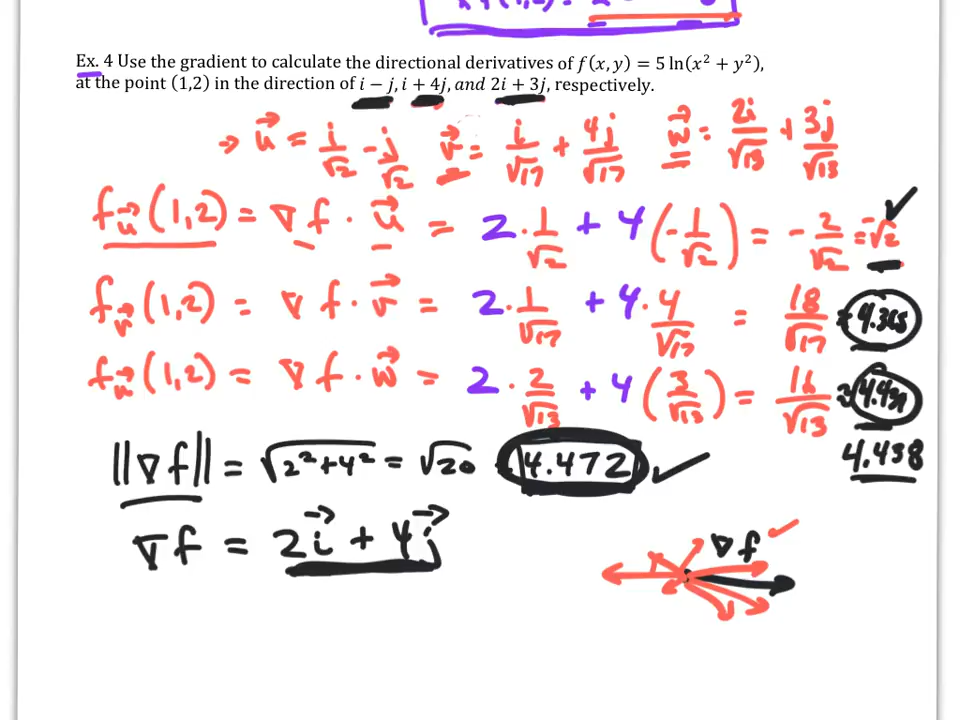 Ex. 4 Use the gradient to calculate the directional derivatives of f(x, y) = 5 ln(x² + y²),
at the point (1,2) in the direction of i − j, i + 4j, and 2i + 3j, respectively.
→ u⃗ = i/√2 − j/√2 v⃗ = i/√17 + 4j/√17 w⃗ = 2i/√13 + 3j/√13
f_u⃗ (1,2) = ∇f · u⃗ = 2 · 1/√2 + 4(−1/√2) = −2/√2 = −√2 ✓
f_v⃗ (1,2) = ∇f · v⃗ = 2 · 1/√17 + 4 · 4/√17 = 18/√17 ≈ 4.365
(1,2) = ∇f · w⃗ = 2 · 2/√13 + 4(3/√13) = 16/√13 ≈
4.438
||∇f|| = √(2² + 4²) = √20 4.472 ✓
∇f = 2i⃗ + 4j⃗
∇f ✓